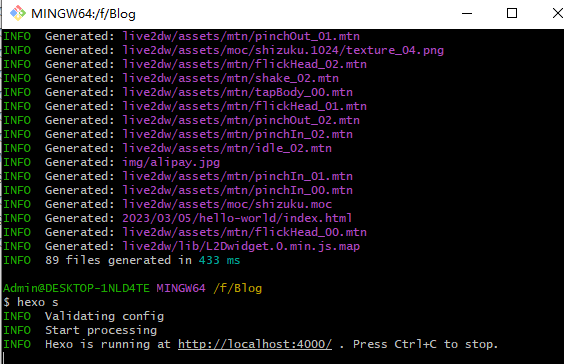 MINGW64:/f/Blog
INFO  Generated: live2dw/assets/mtn/pinchOut_01.mtn
INFO  Generated: live2dw/assets/moc/shizuku.1024/texture_04.png
INFO  Generated: live2dw/assets/mtn/flickHead_02.mtn
INFO  Generated: live2dw/assets/mtn/shake_02.mtn
INFO  Generated: live2dw/assets/mtn/tapBody_00.mtn
INFO  Generated: live2dw/assets/mtn/flickHead_01.mtn
INFO  Generated: live2dw/assets/mtn/pinchOut_02.mtn
INFO  Generated: live2dw/assets/mtn/pinchIn_02.mtn
INFO  Generated: live2dw/assets/mtn/idle_02.mtn
INFO  Generated: img/alipay.jpg
INFO  Generated: live2dw/assets/mtn/pinchIn_01.mtn
INFO  Generated: live2dw/assets/mtn/pinchIn_00.mtn
INFO  Generated: live2dw/assets/moc/shizuku.moc
INFO  Generated: 2023/03/05/hello-world/index.html
INFO  Generated: live2dw/assets/mtn/flickHead_00.mtn
INFO  Generated: live2dw/lib/L2Dwidget.0.min.js.map
INFO  89 files generated in 433 ms
Admin@DESKTOP-1NLD4TE MINGW64 /f/Blog
$ hexo s
INFO  Validating config
INFO  Start processing
INFO  Hexo is running at http://localhost:4000/ . Press Ctrl+C to stop.